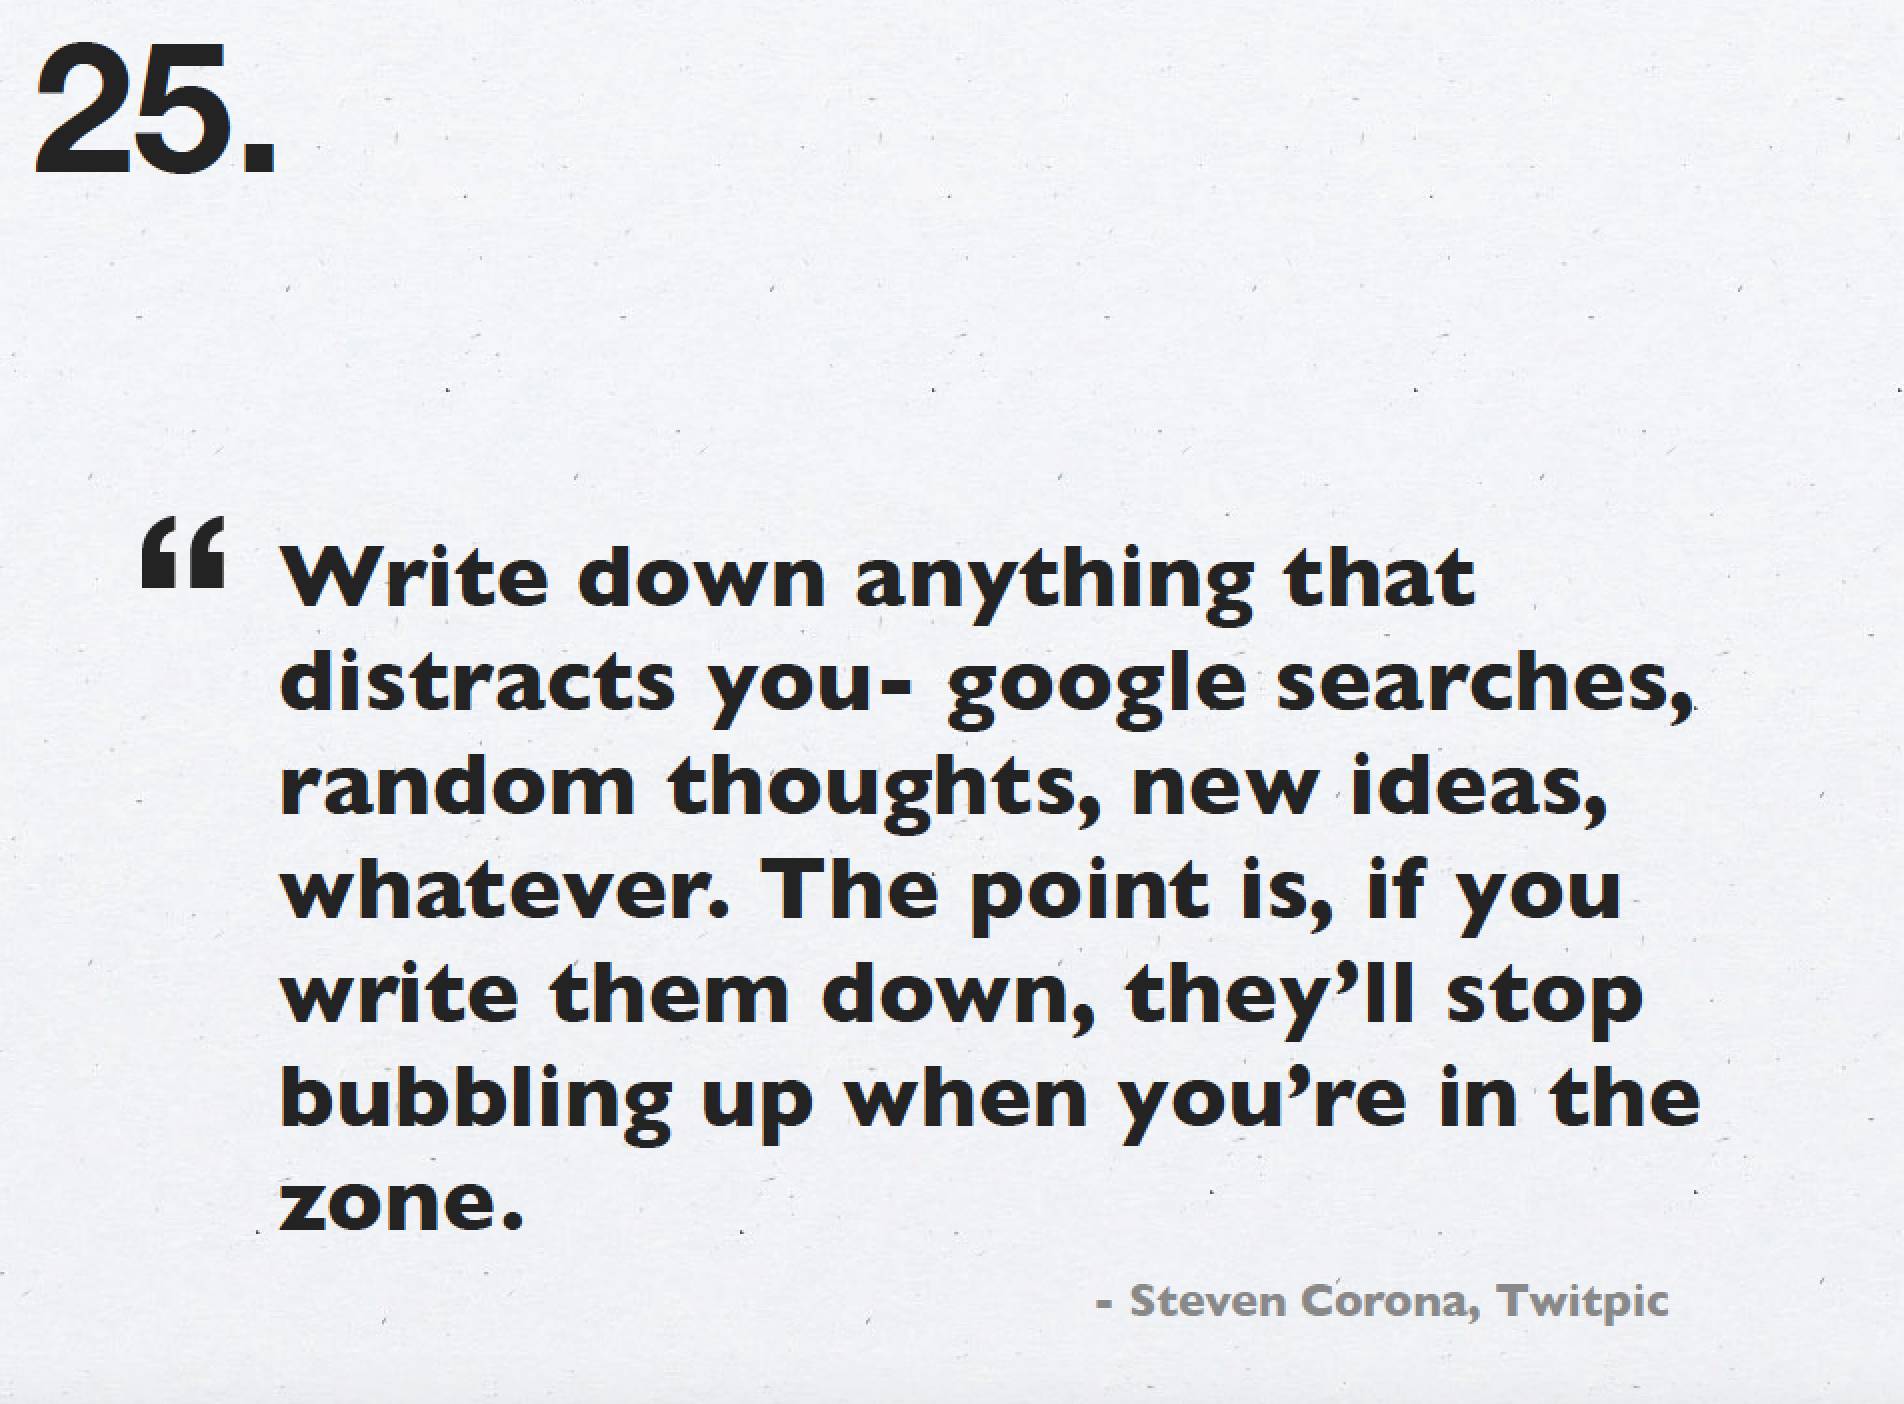 25.
“ Write down anything that
distracts you- google searches,
random thoughts, new ideas,
whatever. The point is, if you
write them down, they’ll stop
bubbling up when you’re in the
zone.
- Steven Corona, Twitpic